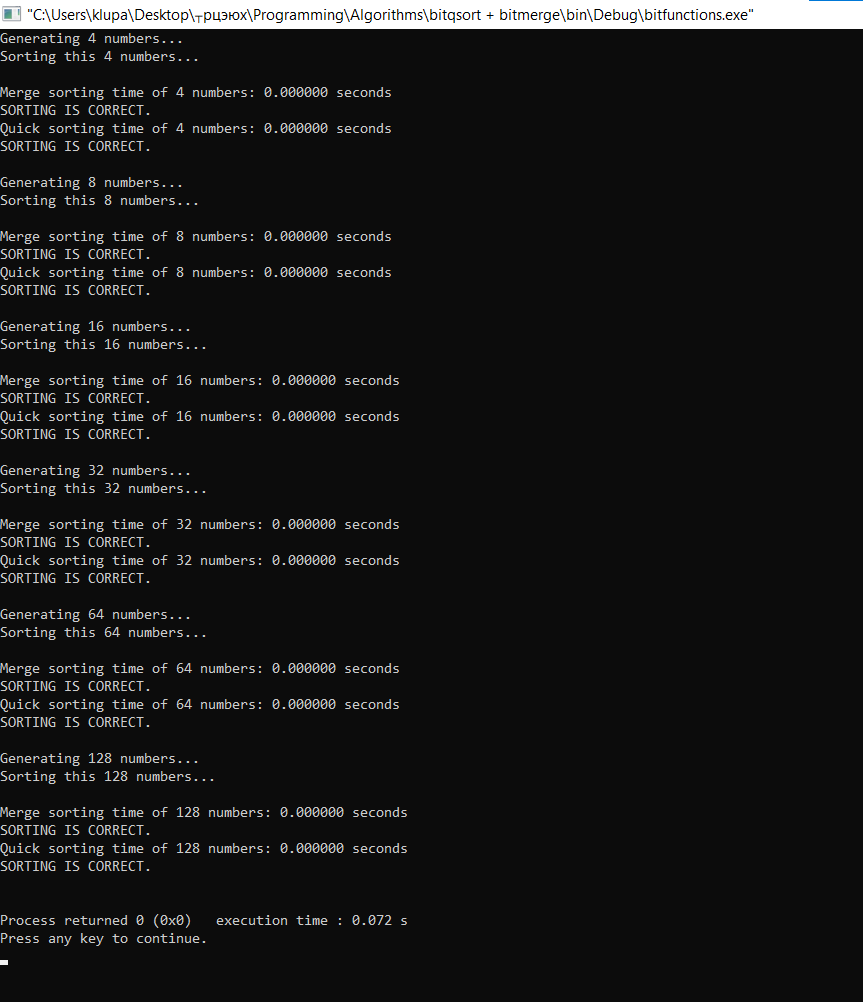 "C:\Users\klupa\Desktop\┬рцэюх\Programming\Algorithms\bitqsort + bitmerge\bin\Debug\bitfunctions.exe"
Generating 4 numbers...
Sorting this 4 numbers...
Merge sorting time of 4 numbers: 0.000000 seconds
SORTING IS CORRECT.
Quick sorting time of 4 numbers: 0.000000 seconds
SORTING IS CORRECT.
Generating 8 numbers...
Sorting this 8 numbers...
Merge sorting time of 8 numbers: 0.000000 seconds
SORTING IS CORRECT.
Quick sorting time of 8 numbers: 0.000000 seconds
SORTING IS CORRECT.
Generating 16 numbers...
Sorting this 16 numbers...
Merge sorting time of 16 numbers: 0.000000 seconds
SORTING IS CORRECT.
Quick sorting time of 16 numbers: 0.000000 seconds
SORTING IS CORRECT.
Generating 32 numbers...
Sorting this 32 numbers...
Merge sorting time of 32 numbers: 0.000000 seconds
SORTING IS CORRECT.
Quick sorting time of 32 numbers: 0.000000 seconds
SORTING IS CORRECT.
Generating 64 numbers...
Sorting this 64 numbers...
Merge sorting time of 64 numbers: 0.000000 seconds
SORTING IS CORRECT.
Quick sorting time of 64 numbers: 0.000000 seconds
SORTING IS CORRECT.
Generating 128 numbers...
Sorting this 128 numbers...
Merge sorting time of 128 numbers: 0.000000 seconds
SORTING IS CORRECT.
Quick sorting time of 128 numbers: 0.000000 seconds
SORTING IS CORRECT.
Process returned 0 (0x0)   execution time : 0.072 s
Press any key to continue.